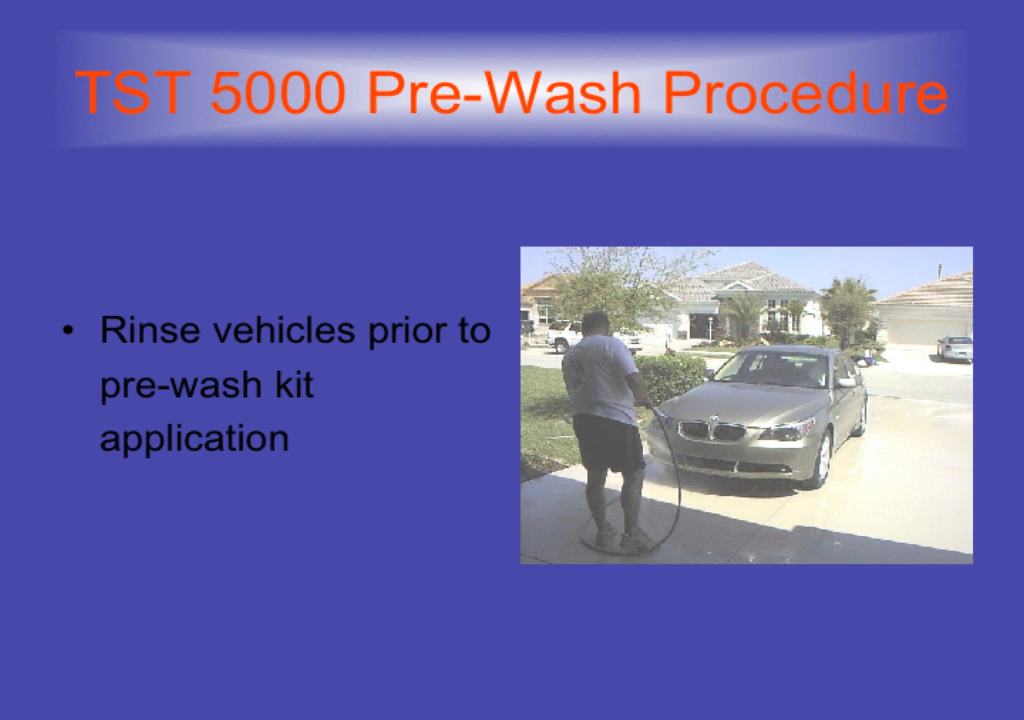 TST 5000 Pre-Wash Procedure
• Rinse vehicles prior to
pre-wash kit
application